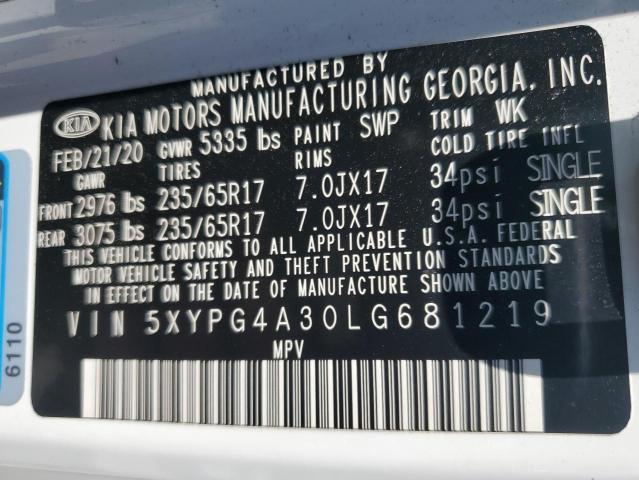 MANUFACTURED BY
KIA KIA MOTORS MANUFACTURING GEORGIA, INC.
FEB/21/20 GVWR 5335 lbs PAINT SWP TRIM WK
GAWR TIRES RIMS COLD TIRE INFL
FRONT 2976 lbs 235/65R17 7.0JX17 34psi SINGLE
REAR 3075 lbs 235/65R17 7.0JX17 34psi SINGLE
THIS VEHICLE CONFORMS TO ALL APPLICABLE U.S.A. FEDERAL
MOTOR VEHICLE SAFETY AND THEFT PREVENTION STANDARDS
IN EFFECT ON THE DATE OF MANUFACTURE SHOWN ABOVE
VIN 5XYPG4A30LG681219
MPV
6110